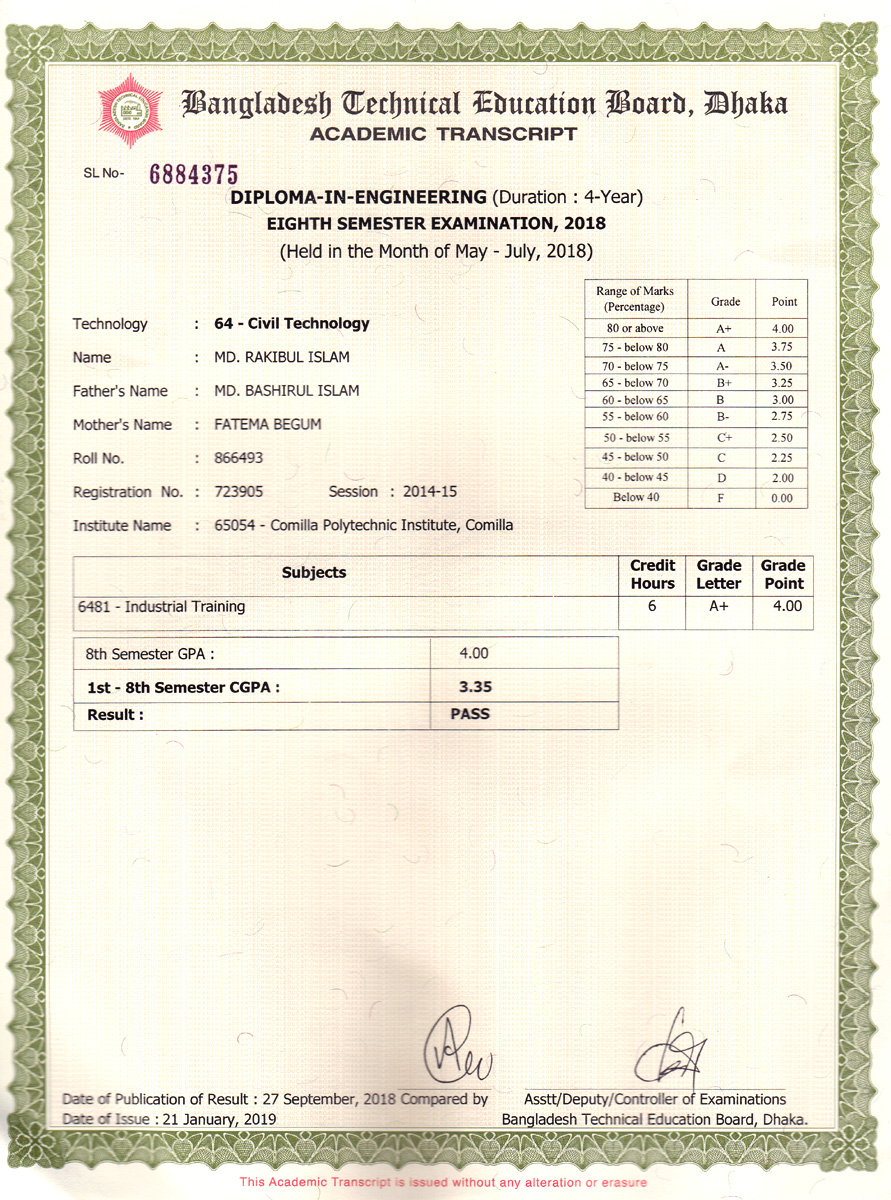 Bangladesh Technical Education Board, Dhaka
ACADEMIC TRANSCRIPT
SL No- 6884375
DIPLOMA-IN-ENGINEERING (Duration : 4-Year)
EIGHTH SEMESTER EXAMINATION, 2018
(Held in the Month of May - July, 2018)
Range of Marks (Percentage) Grade Point
80 or above A+ 4.00
75 - below 80 A 3.75
70 - below 75 A- 3.50
65 - below 70 B+ 3.25
60 - below 65 B 3.00
55 - below 60 B- 2.75
50 - below 55 C+ 2.50
45 - below 50 C 2.25
40 - below 45 D 2.00
Below 40 F 0.00
Technology : 64 - Civil Technology
Name : MD. RAKIBUL ISLAM
Father's Name : MD. BASHIRUL ISLAM
Mother's Name : FATEMA BEGUM
Roll No. : 866493
Registration No. : 723905 Session : 2014-15
Institute Name : 65054 - Comilla Polytechnic Institute, Comilla
Subjects Credit Hours Grade Letter Grade Point
6481 - Industrial Training 6 A+ 4.00
8th Semester GPA : 4.00
1st - 8th Semester CGPA : 3.35
Result : PASS
Date of Publication of Result : 27 September, 2018 Compared by Asstt/Deputy/Controller of Examinations
Date of Issue : 21 January, 2019 Bangladesh Technical Education Board, Dhaka.
This Academic Transcript is issued without any alteration or erasure